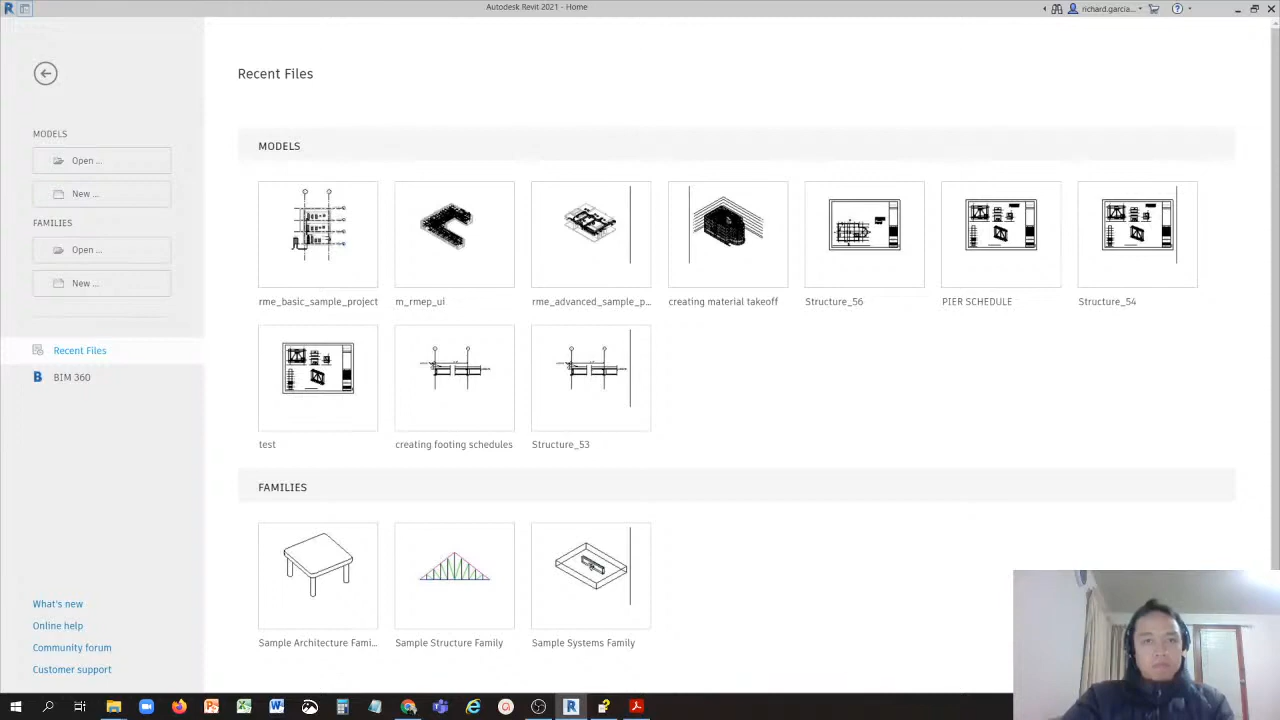 Autodesk Revit 2021 - Home
richard.garcia...
Recent Files
MODELS
Open ...
New ...
FAMILIES
Open ...
New ...
Recent Files
BIM 360
What's new
Online help
Community forum
Customer support
MODELS
rme_basic_sample_project
m_rmep_ui
rme_advanced_sample_p...
creating material takeoff
Structure_56
PIER SCHEDULE
Structure_54
test
creating footing schedules
Structure_53
FAMILIES
Sample Architecture Fami...
Sample Structure Family
Sample Systems Family